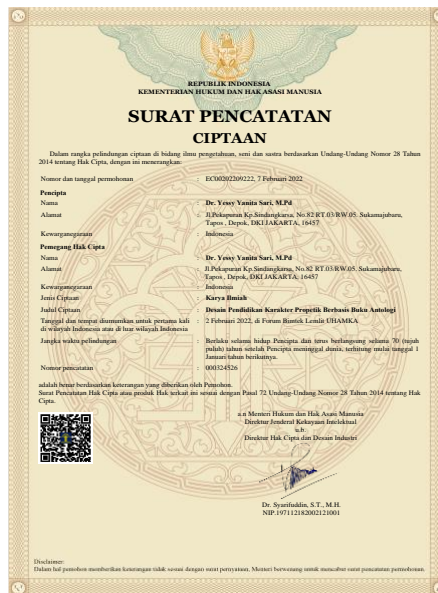 REPUBLIK INDONESIA
KEMENTERIAN HUKUM DAN HAK ASASI MANUSIA
SURAT PENCATATAN
CIPTAAN
Dalam rangka pelindungan ciptaan di bidang ilmu pengetahuan, seni dan sastra berdasarkan Undang-Undang Nomor 28 Tahun
2014 tentang Hak Cipta, dengan ini menerangkan:
Nomor dan tanggal permohonan : EC00202209222, 7 Februari 2022
Pencipta
Nama : Dr. Yessy Yanita Sari, M.Pd
Alamat : Jl.Pekapuran Kp.Sindangkarsa, No.82 RT.03/RW.05. Sukamajubaru,
Tapos , Depok, DKI JAKARTA, 16457
Kewarganegaraan : Indonesia
Pemegang Hak Cipta
Nama : Dr. Yessy Yanita Sari, M.Pd
Alamat : Jl.Pekapuran Kp.Sindangkarsa, No.82 RT.03/RW.05. Sukamajubaru,
Tapos , Depok, DKI JAKARTA, 16457
Kewarganegaraan : Indonesia
Jenis Ciptaan : Karya Ilmiah
Judul Ciptaan : Desain Pendidikan Karakter Propetik Berbasis Buku Antologi
Tanggal dan tempat diumumkan untuk pertama kali : 2 Februari 2022, di Forum Bimtek Lemlit UHAMKA
di wilayah Indonesia atau di luar wilayah Indonesia
Jangka waktu pelindungan : Berlaku selama hidup Pencipta dan terus berlangsung selama 70 (tujuh
puluh) tahun setelah Pencipta meninggal dunia, terhitung mulai tanggal 1
Januari tahun berikutnya.
Nomor pencatatan : 000324526
adalah benar berdasarkan keterangan yang diberikan oleh Pemohon.
Surat Pencatatan Hak Cipta atau produk Hak terkait ini sesuai dengan Pasal 72 Undang-Undang Nomor 28 Tahun 2014 tentang Hak
Cipta.
a.n Menteri Hukum dan Hak Asasi Manusia
Direktur Jenderal Kekayaan Intelektual
u.b.
Direktur Hak Cipta dan Desain Industri
Dr. Syarifuddin, S.T., M.H.
NIP.197112182002121001
Disclaimer:
Dalam hal pemohon memberikan keterangan tidak sesuai dengan surat pernyataan, Menteri berwenang untuk mencabut surat pencatatan permohonan.